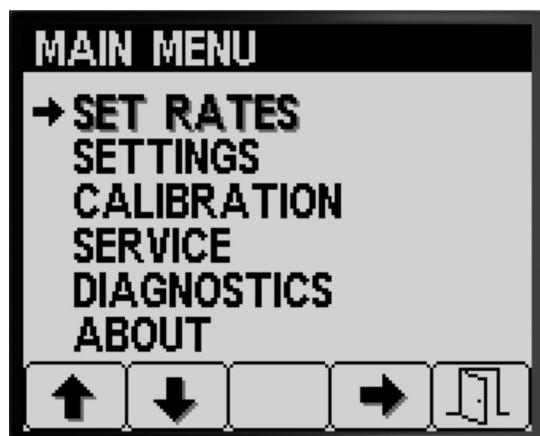 MAIN MENU
SET RATES
SETTINGS
CALIBRATION
SERVICE
DIAGNOSTICS
ABOUT